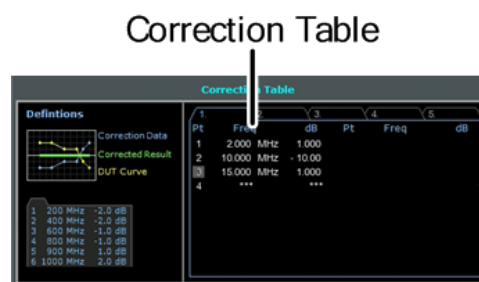 Correction Table
Correction Table
Defintions
Correction Data
Corrected Result
DUT Curve
1 200 MHz -2.0 dB
2 400 MHz -2.0 dB
3 600 MHz -1.0 dB
4 800 MHz -1.0 dB
5 900 MHz 1.0 dB
6 1000 MHz 2.0 dB
1. 2. 3. 4. 5.
Pt Freq dB Pt Freq dB
1 2.000 MHz 1.000
2 10.000 MHz - 10.00
3 15.000 MHz 1.000
4 *** ***